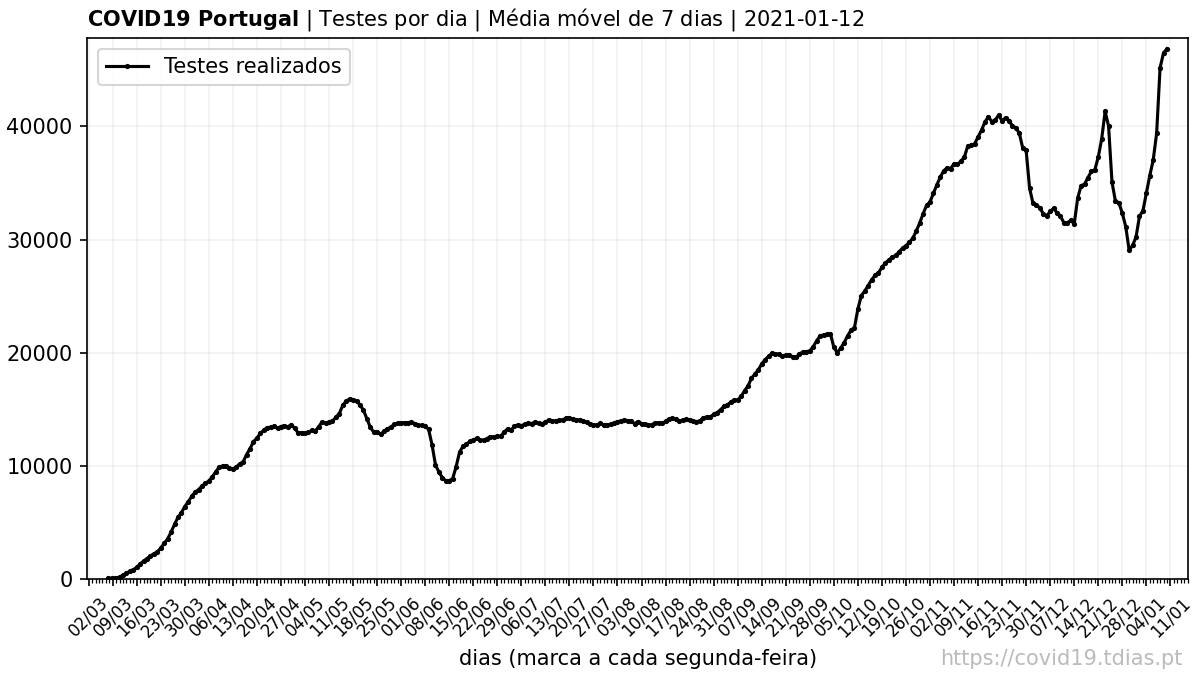 COVID19 Portugal | Testes por dia | Média móvel de 7 dias | 2021-01-12
Testes realizados
40000
30000
20000
10000
0
02/03 09/03 16/03 23/03 30/03 06/04 13/04 20/04 27/04 04/05 11/05 18/05 25/05 01/06 08/06 15/06 22/06 29/06 06/07 13/07 20/07 27/07 03/08 10/08 17/08 24/08 31/08 07/09 14/09 21/09 28/09 05/10 12/10 19/10 26/10 02/11 09/11 16/11 23/11 30/11 07/12 14/12 21/12 28/12 04/01 11/01
dias (marca a cada segunda-feira)
https://covid19.tdias.pt